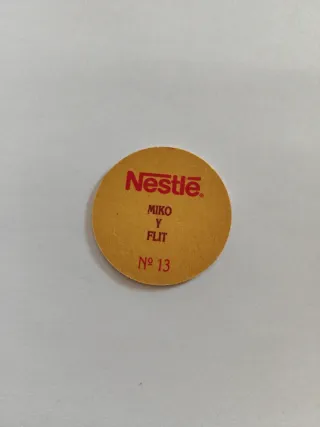 Nestlé®
MIKO
Y
FLIT
Nº 13